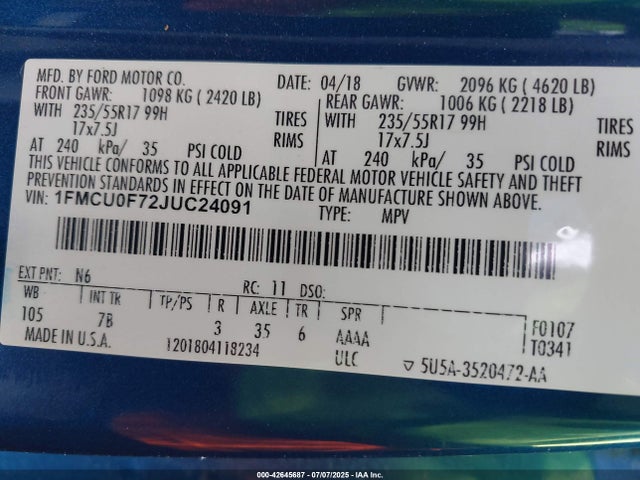 MFD. BY FORD MOTOR CO. DATE: 04/18 GVWR: 2096 KG ( 4620 LB)
FRONT GAWR: 1098 KG ( 2420 LB) REAR GAWR: 1006 KG ( 2218 LB)
WITH 235/55R17 99H TIRES WITH 235/55R17 99H TIRES
17x7.5J RIMS 17x7.5J RIMS
AT 240 kPa/ 35 PSI COLD AT 240 kPa/ 35 PSI COLD
THIS VEHICLE CONFORMS TO ALL APPLICABLE FEDERAL MOTOR VEHICLE SAFETY AND THEFT
PREVENTION STANDARDS IN EFFECT ON THE DATE OF MANUFACTURE SHOWN ABOVE.
VIN: 1FMCU0F72JUC24091 TYPE: MPV
EXT PNT: N6 RC: 11 DSO:
WB INT TR TP/PS R AXLE TR SPR
105 7B 3 35 6 AAAA F0107
MADE IN U.S.A. 1201804118234 ULC T0341
5U5A-3520472-AA
000-42645687 - 07/07/2025 - IAA Inc.